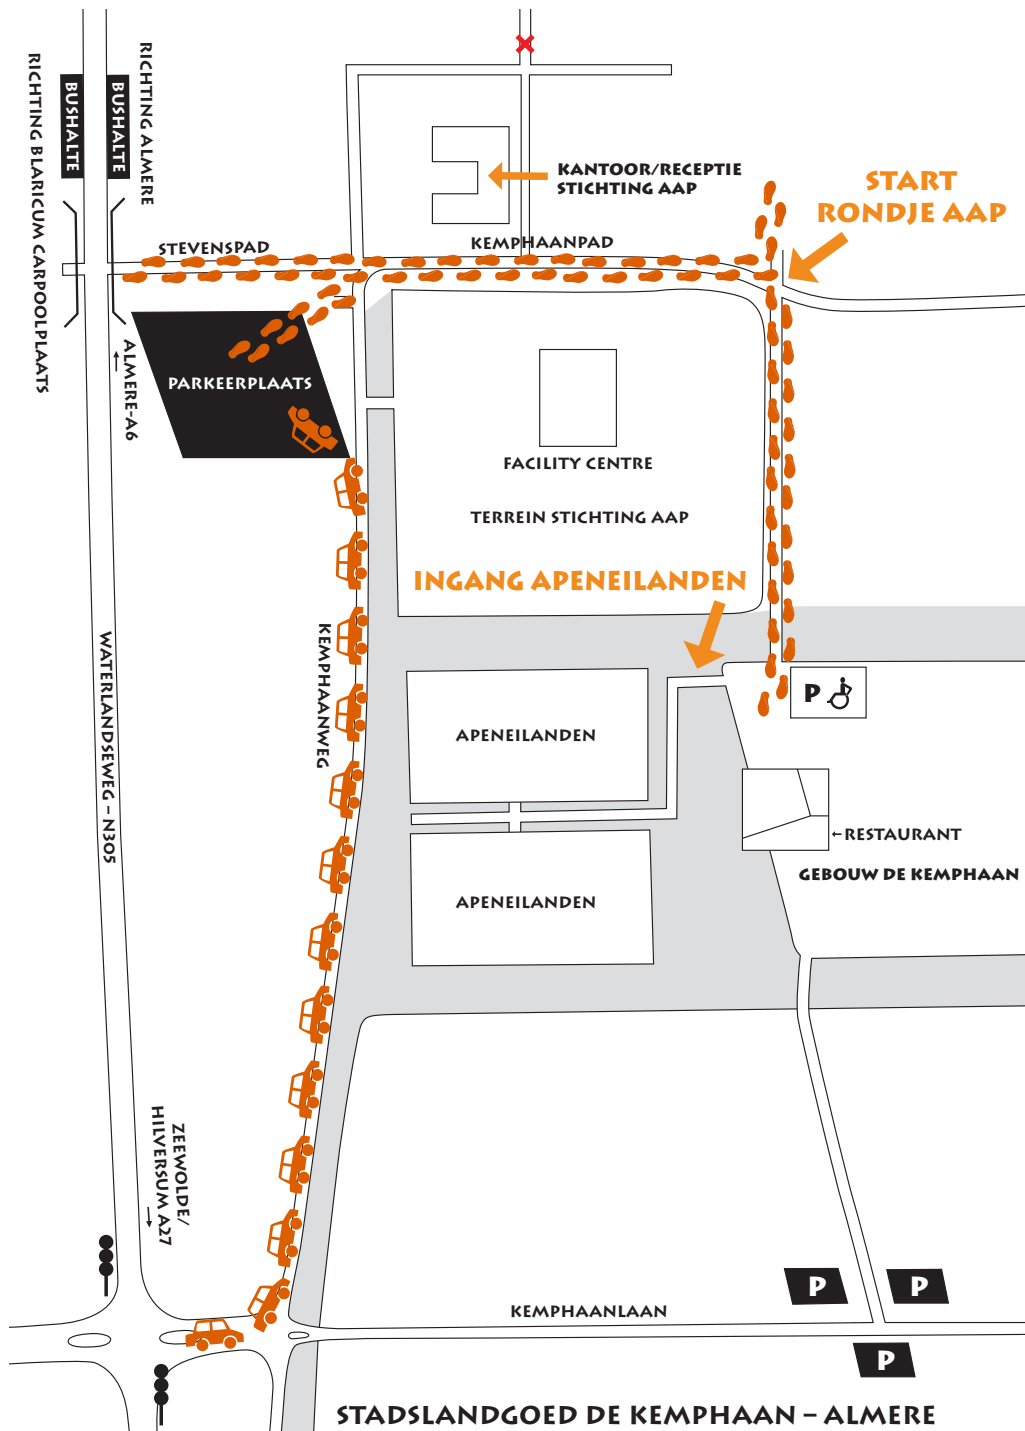 RICHTING ALMERE
BUSHALTE
BUSHALTE
RICHTING BLARICUM CARPOOLPLAATS
KANTOOR/RECEPTIE
STICHTING AAP
START
RONDJE AAP
STEVENSPAD
KEMPHAANPAD
ALMERE-A6
PARKEERPLAATS
FACILITY CENTRE
TERREIN STICHTING AAP
INGANG APENEILANDEN
KEMPHAANWEG
WATERLANDSEWEG – N305
P
APENEILANDEN
RESTAURANT
GEBOUW DE KEMPHAAN
APENEILANDEN
ZEEWOLDE/
HILVERSUM A27
P
P
KEMPHAANLAAN
P
STADSLANDGOED DE KEMPHAAN – ALMERE